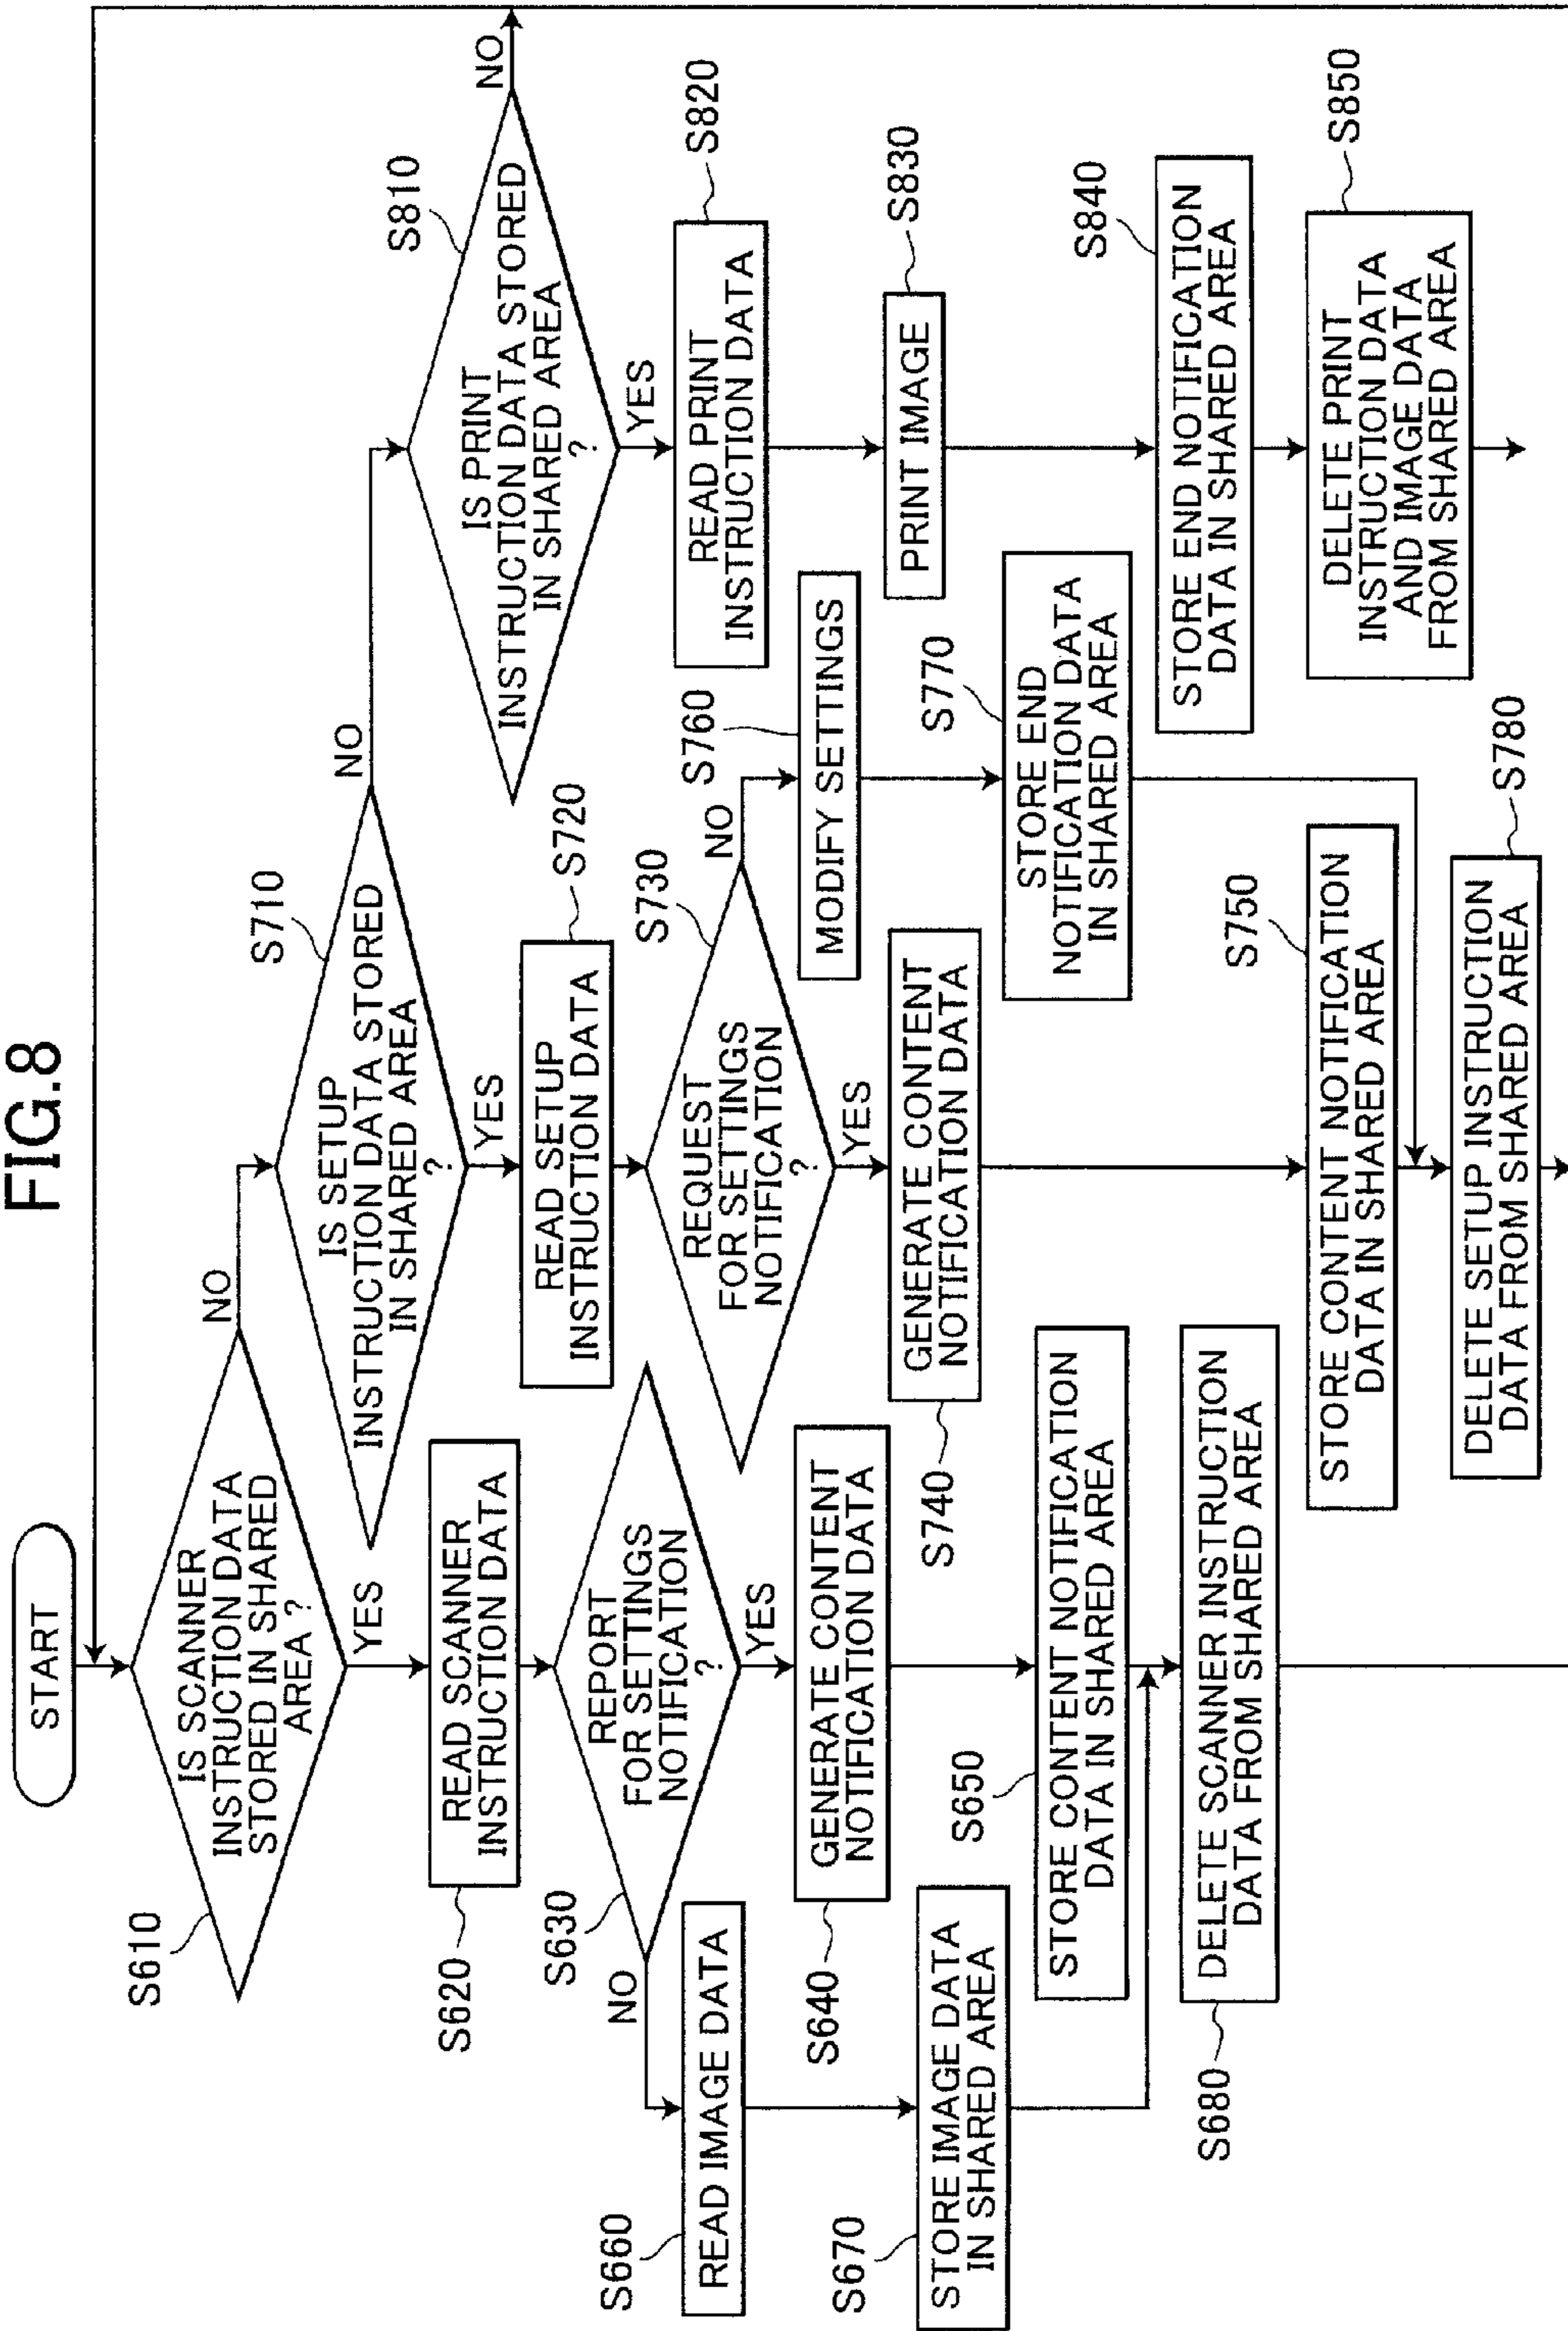 FIG.8
START
S610
IS SCANNER
INSTRUCTION DATA
STORED IN SHARED
AREA ?
NO
YES
S620
READ SCANNER
INSTRUCTION DATA
S630
REPORT
FOR SETTINGS
NOTIFICATION
?
NO
YES
S640
GENERATE CONTENT
NOTIFICATION DATA
S650
STORE CONTENT NOTIFICATION
DATA IN SHARED AREA
S660
READ IMAGE DATA
S670
STORE IMAGE DATA
IN SHARED AREA
S680
DELETE SCANNER INSTRUCTION
DATA FROM SHARED AREA
S710
IS SETUP
INSTRUCTION DATA STORED
IN SHARED AREA
?
NO
YES
S720
READ SETUP
INSTRUCTION DATA
S730
REQUEST
FOR SETTINGS
NOTIFICATION
?
NO
YES
S740
GENERATE CONTENT
NOTIFICATION DATA
S750
STORE CONTENT NOTIFICATION
DATA IN SHARED AREA
S760
MODIFY SETTINGS
S770
STORE END
NOTIFICATION DATA
IN SHARED AREA
S780
DELETE SETUP INSTRUCTION
DATA FROM SHARED AREA
S810
IS PRINT
INSTRUCTION DATA STORED
IN SHARED AREA
?
NO
YES
S820
READ PRINT
INSTRUCTION DATA
S830
PRINT IMAGE
S840
STORE END NOTIFICATION
DATA IN SHARED AREA
S850
DELETE PRINT
INSTRUCTION DATA
AND IMAGE DATA
FROM SHARED AREA